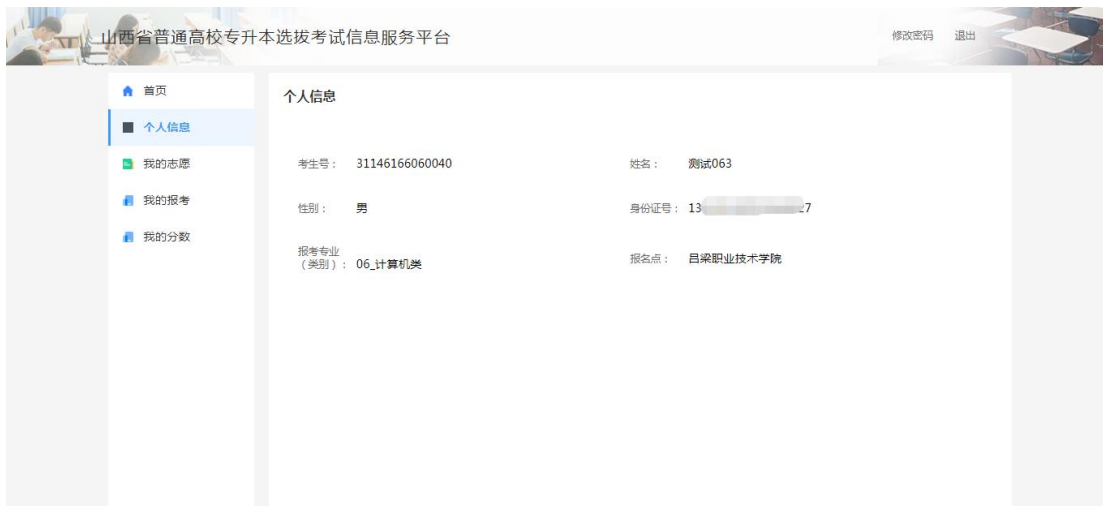 山西省普通高校专升本选拔考试信息服务平台
修改密码 退出
首页
个人信息
我的志愿
我的报考
我的分数
个人信息
考生号： 31146166060040 姓名： 测试063
性别： 男 身份证号： 13 27
报考专业
（类别）： 06_计算机类 报名点： 吕梁职业技术学院